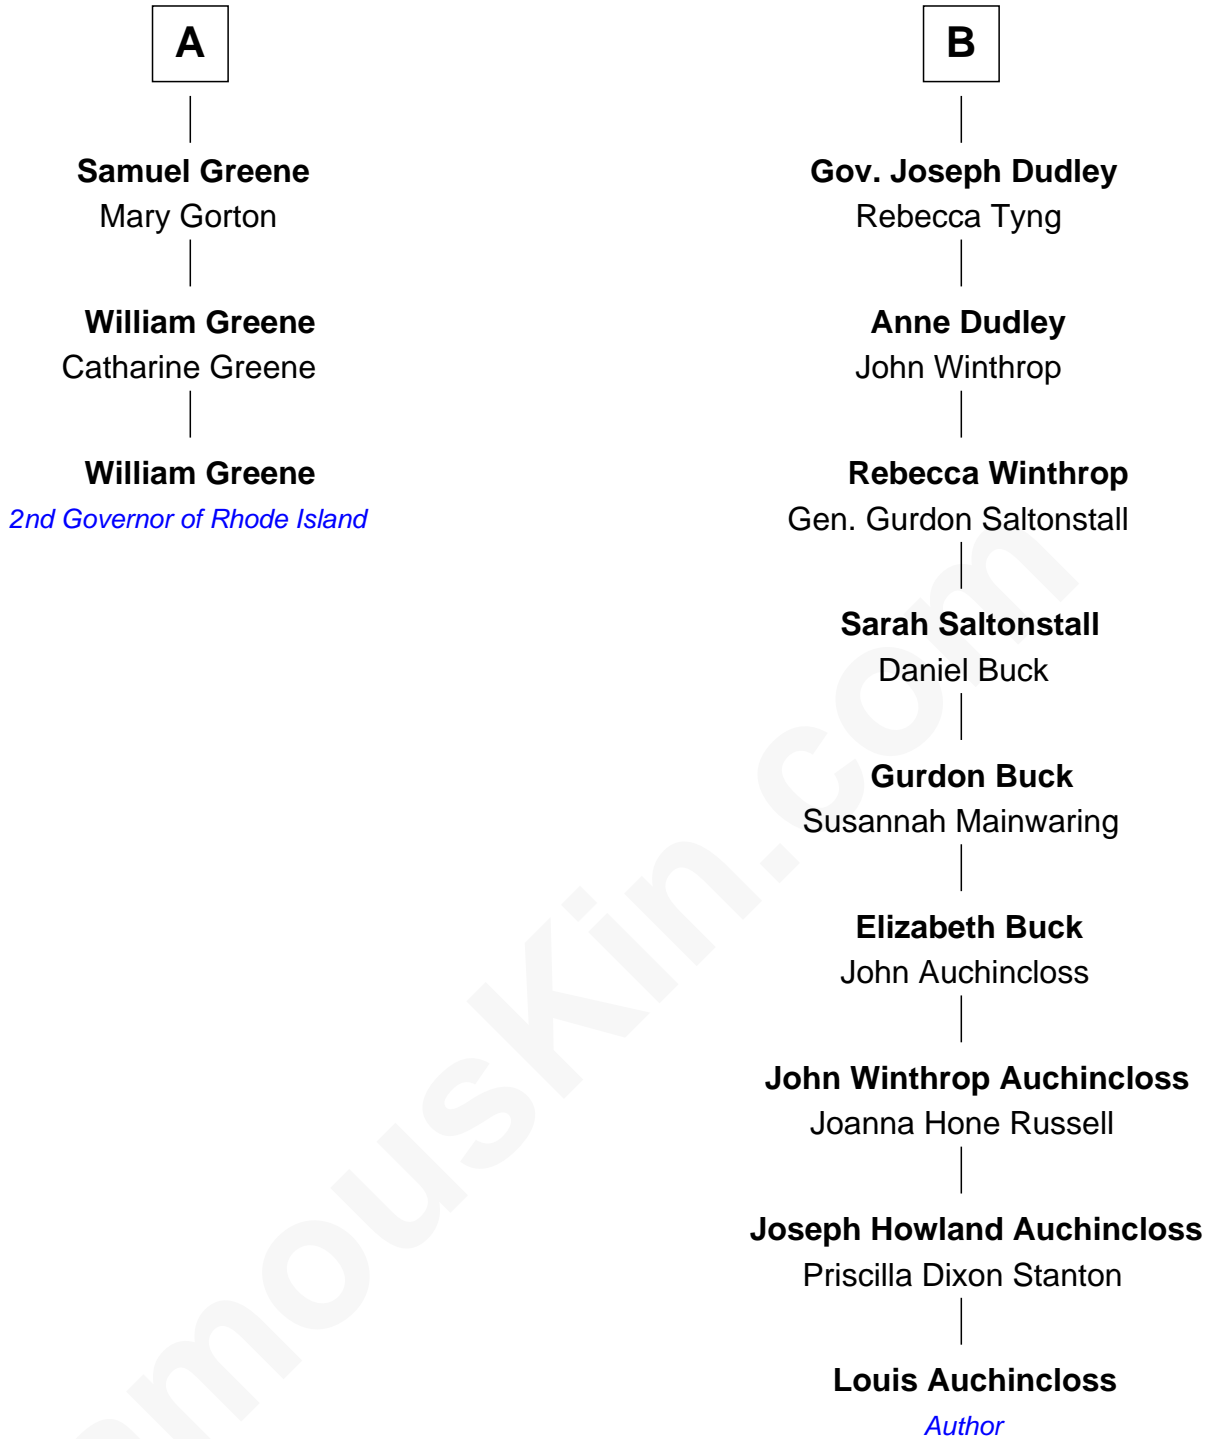 A
Samuel Greene
Mary Gorton
William Greene
Catharine Greene
William Greene
2nd Governor of Rhode Island
B
Gov. Joseph Dudley
Rebecca Tyng
Anne Dudley
John Winthrop
Rebecca Winthrop
Gen. Gurdon Saltonstall
Sarah Saltonstall
Daniel Buck
Gurdon Buck
Susannah Mainwaring
Elizabeth Buck
John Auchincloss
John Winthrop Auchincloss
Joanna Hone Russell
Joseph Howland Auchincloss
Priscilla Dixon Stanton
Louis Auchincloss
Author
amousKin.com